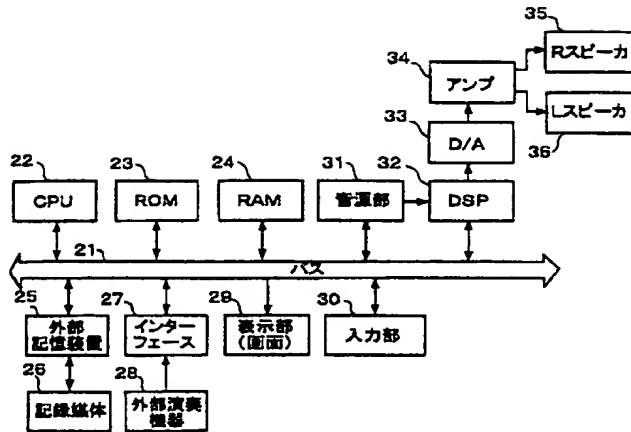 35
34
Rスピーカ
アンプ
33
Lスピーカ
D/A
36
22
23
24
31
32
CPU
ROM
RAM
音源部
DSP
21
バス
25
27
29
30
外部
記憶装置
インター
フェース
表示部
(画面)
入力部
26
28
記録媒体
外部演奏
機器